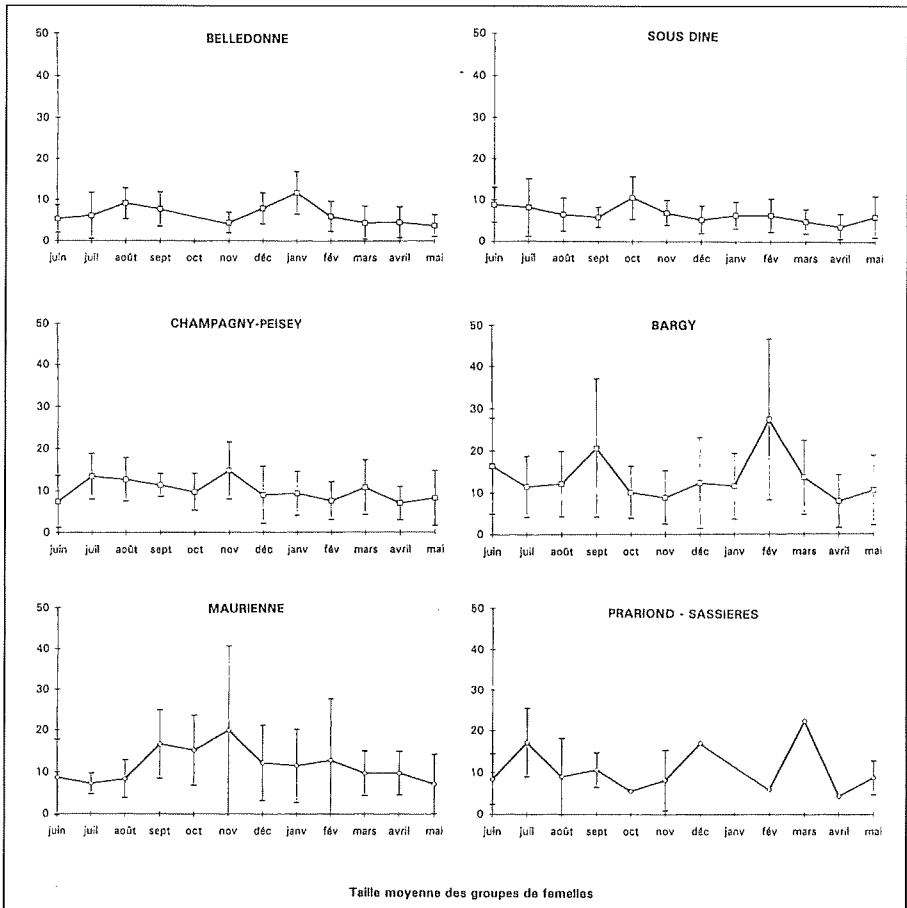 BELLEDONNE
50
40
30
20
10
0
juin juil août sept oct nov déc janv fév mars avril mai
SOUS DINE
50
40
30
20
10
0
juin juil août sept oct nov déc janv fév mars avril mai
CHAMPAGNY-PEISEY
50
40
30
20
10
0
juin juil août sept oct nov déc janv fév mars avril mai
BARGY
50
40
30
20
10
0
juin juil août sept oct nov déc janv fév mars avril mai
MAURIENNE
50
40
30
20
10
0
juin juil août sept oct nov déc janv fév mars avril mai
PRARIOND - SASSIERES
50
40
30
20
10
0
juin juil août sept oct nov déc janv fév mars avril mai
Taille moyenne des groupes de femelles